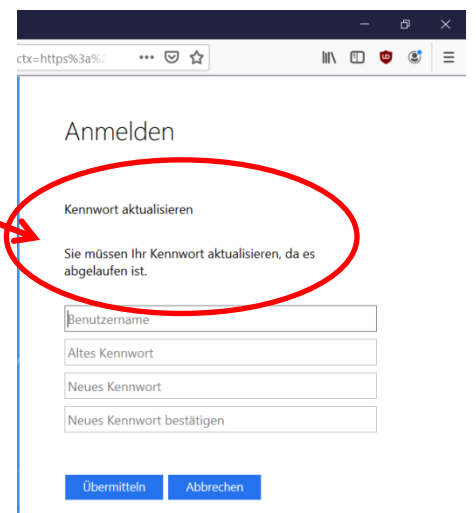 ctx=https%3a%2
Anmelden
Kennwort aktualisieren
Sie müssen Ihr Kennwort aktualisieren, da es
abgelaufen ist.
Benutzername
Altes Kennwort
Neues Kennwort
Neues Kennwort bestätigen
Übermitteln Abbrechen